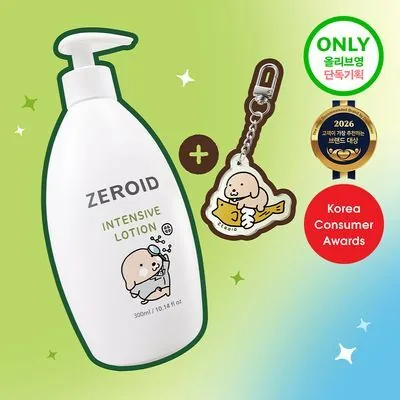 ONLY
올리브영
단독기획
2026
고객이 가장 추천하는
브랜드 대상
Korea
Consumer
Awards
ZEROID
INTENSIVE
LOTION
300ml / 10.14 fl oz
+
ZEROID